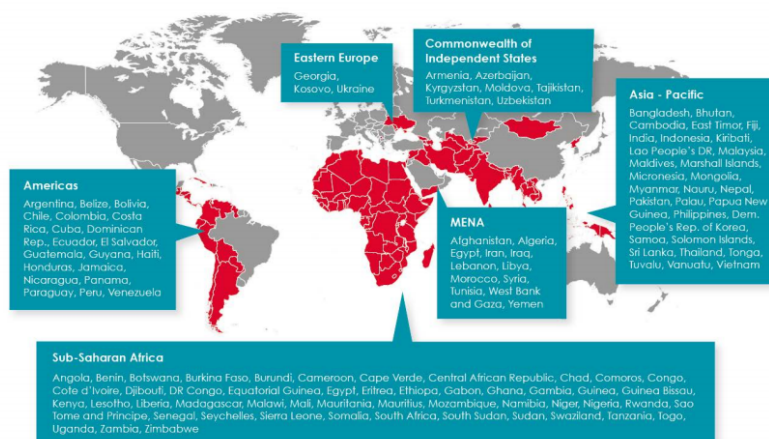 Eastern Europe
Georgia,
Kosovo, Ukraine
Commonwealth of
Independent States
Armenia, Azerbaijan,
Kyrgyzstan, Moldova, Tajikistan,
Turkmenistan, Uzbekistan
Asia - Pacific
Bangladesh, Bhutan,
Cambodia, East Timor, Fiji,
India, Indonesia, Kiribati,
Lao People's DR, Malaysia,
Maldives, Marshall Islands,
Micronesia, Mongolia,
Myanmar, Nauru, Nepal,
Pakistan, Palau, Papua New
Guinea, Philippines, Dem.
People's Rep. of Korea,
Samoa, Solomon Islands,
Sri Lanka, Thailand, Tonga,
Tuvalu, Vanuatu, Vietnam
Americas
Argentina, Belize, Bolivia,
Chile, Colombia, Costa
Rica, Cuba, Dominican
Rep., Ecuador, El Salvador,
Guatemala, Guyana, Haiti,
Honduras, Jamaica,
Nicaragua, Panama,
Paraguay, Peru, Venezuela
MENA
Afghanistan, Algeria,
Egypt, Iran, Iraq,
Lebanon, Libya,
Morocco, Syria,
Tunisia, West Bank
and Gaza, Yemen
Sub-Saharan Africa
Angola, Benin, Botswana, Burkina Faso, Burundi, Cameroon, Cape Verde, Central African Republic, Chad, Comoros, Congo,
Cote d'Ivoire, Djibouti, DR Congo, Equatorial Guinea, Egypt, Eritrea, Ethiopa, Gabon, Ghana, Gambia, Guinea, Guinea Bissau,
Kenya, Lesotho, Liberia, Madagascar, Malawi, Mali, Mauritania, Mauritius, Mozambique, Namibia, Niger, Nigeria, Rwanda, Sao
Tome and Principe, Senegal, Seychelles, Sierra Leone, Somalia, South Africa, South Sudan, Sudan, Swaziland, Tanzania, Togo,
Uganda, Zambia, Zimbabwe